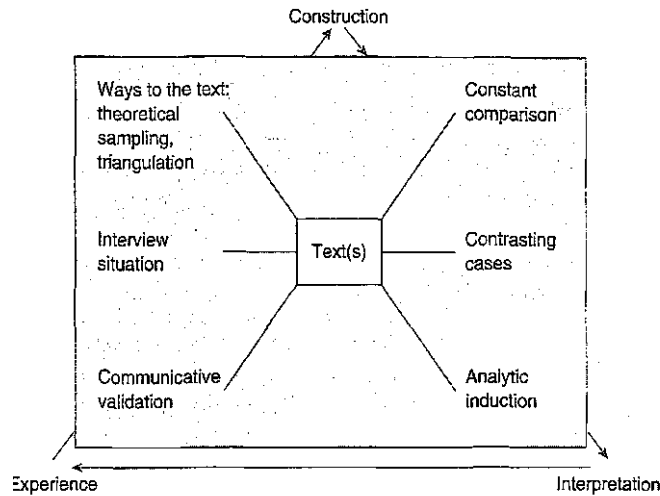 Construction
Ways to the text:
theoretical
sampling,
triangulation
Constant
comparison
Interview
situation
Text(s)
Contrasting
cases
Communicative
validation
Analytic
induction
Experience
Interpretation